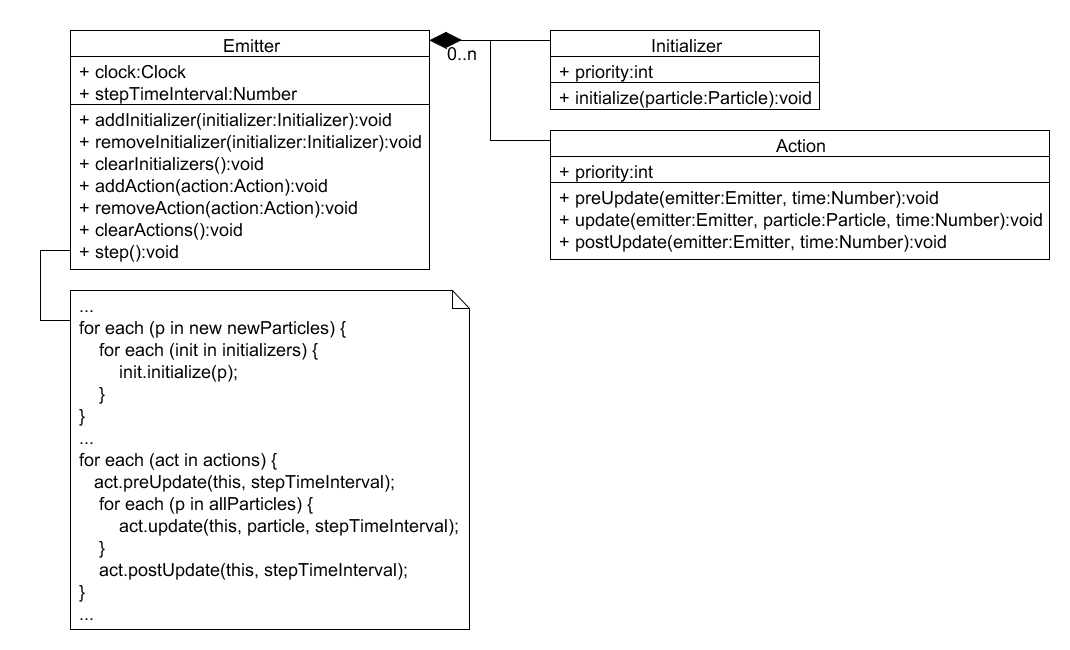 Emitter
+ clock:Clock
+ stepTimeInterval:Number
+ addInitializer(initializer:Initializer):void
+ removeInitializer(initializer:Initializer):void
+ clearInitializers():void
+ addAction(action:Action):void
+ removeAction(action:Action):void
+ clearActions():void
+ step():void
0..n
Initializer
+ priority:int
+ initialize(particle:Particle):void
Action
+ priority:int
+ preUpdate(emitter:Emitter, time:Number):void
+ update(emitter:Emitter, particle:Particle, time:Number):void
+ postUpdate(emitter:Emitter, time:Number):void
...
for each (p in new newParticles) {
for each (init in initializers) {
init.initialize(p);
}
}
...
for each (act in actions) {
act.preUpdate(this, stepTimeInterval);
for each (p in allParticles) {
act.update(this, particle, stepTimeInterval);
}
act.postUpdate(this, stepTimeInterval);
}
...